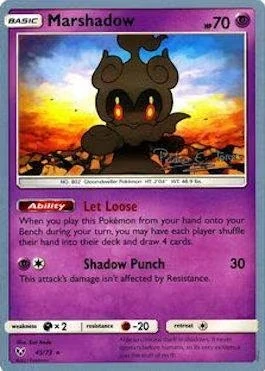 BASIC Marshadow HP70
Pedro E. Torres
NO. 802 Gloomdweller Pokémon HT: 2'04" WT: 48.9 lbs.
Ability Let Loose
When you play this Pokémon from your hand onto your
Bench during your turn, you may have each player shuffle
their hand into their deck and draw 4 cards.
Shadow Punch 30
This attack's damage isn't affected by Resistance.
weakness ×2 resistance -20 retreat
45/73 ★